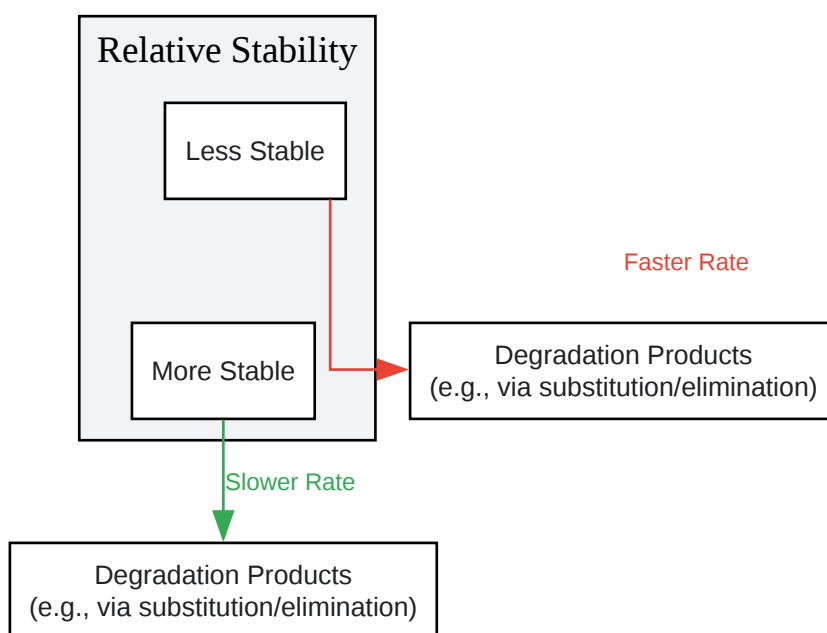 Relative Stability
Less Stable
Faster Rate
More Stable
Degradation Products
(e.g., via substitution/elimination)
Slower Rate
Degradation Products
(e.g., via substitution/elimination)